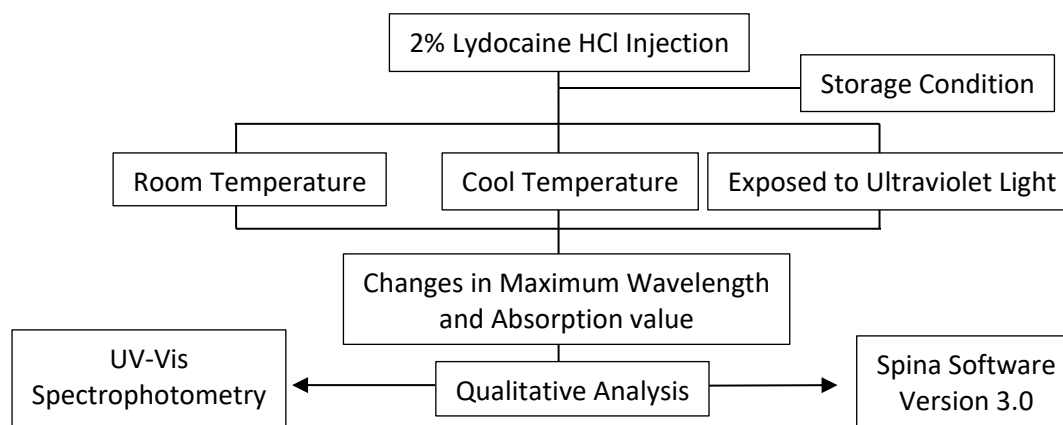 2% Lydocaine HCl Injection
Storage Condition
Room Temperature
Cool Temperature
Exposed to Ultraviolet Light
Changes in Maximum Wavelength
and Absorption value
UV-Vis
Spectrophotometry
Qualitative Analysis
Spina Software
Version 3.0